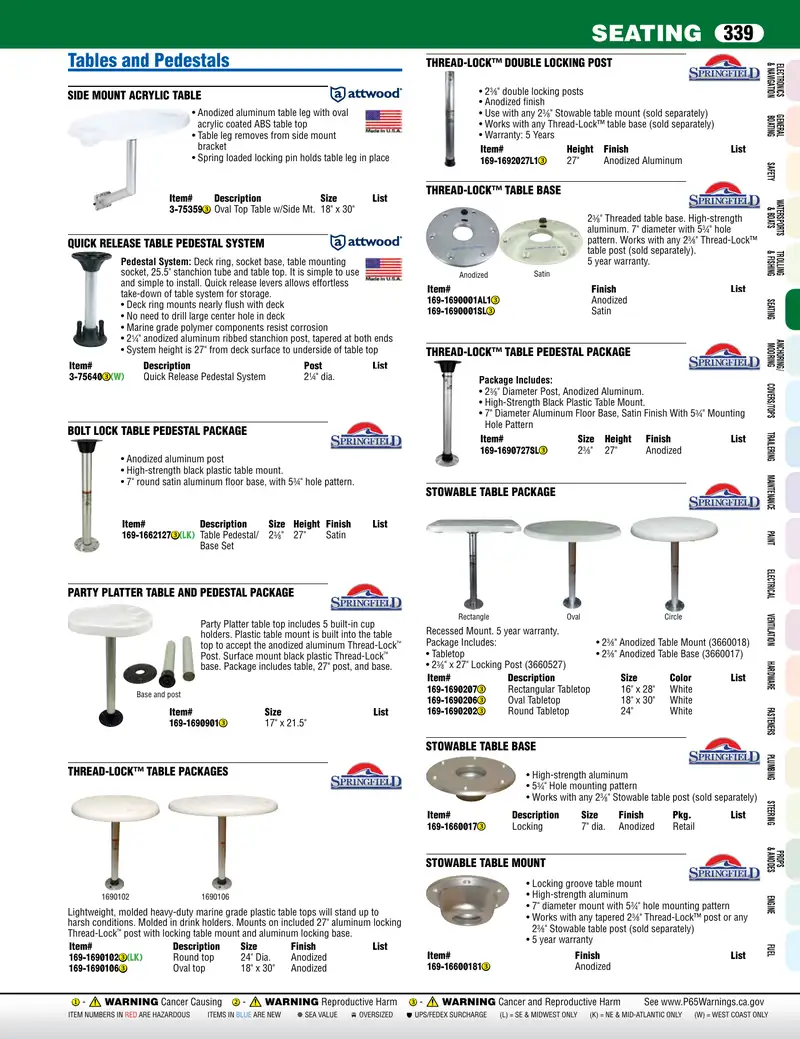 SEATING 339
Tables and Pedestals
SIDE MOUNT ACRYLIC TABLE
attwood
Made in U.S.A.
• Anodized aluminum table leg with oval
acrylic coated ABS table top
• Table leg removes from side mount
bracket
• Spring loaded locking pin holds table leg in place
Item# Description Size List
3-75359 3 Oval Top Table w/Side Mt. 18" x 30"
QUICK RELEASE TABLE PEDESTAL SYSTEM
attwood
Made in U.S.A.
Pedestal System: Deck ring, socket base, table mounting
socket, 25.5" stanchion tube and table top. It is simple to use
and simple to install. Quick release levers allows effortless
take-down of table system for storage.
• Deck ring mounts nearly flush with deck
• No need to drill large center hole in deck
• Marine grade polymer components resist corrosion
• 2¼" anodized aluminum ribbed stanchion post, tapered at both ends
• System height is 27" from deck surface to underside of table top
Item# Description Post List
3-75640 3 (W) Quick Release Pedestal System 2¼" dia.
BOLT LOCK TABLE PEDESTAL PACKAGE
SPRINGFIELD
• Anodized aluminum post
• High-strength black plastic table mount.
• 7" round satin aluminum floor base, with 5¾" hole pattern.
Item# Description Size Height Finish List
169-1662127 3 (LK) Table Pedestal/ 2⅜" 27" Satin
Base Set
PARTY PLATTER TABLE AND PEDESTAL PACKAGE
SPRINGFIELD
Party Platter table top includes 5 built-in cup
holders. Plastic table mount is built into the table
top to accept the anodized aluminum Thread-Lock™
Post. Surface mount black plastic Thread-Lock™
base. Package includes table, 27" post, and base.
Base and post
Item# Size List
169-1690901 3 17" x 21.5"
THREAD-LOCK™ TABLE PACKAGES
SPRINGFIELD
1690102 1690106
Lightweight, molded heavy-duty marine grade plastic table tops will stand up to
harsh conditions. Molded in drink holders. Mounts on included 27" aluminum locking
Thread-Lock™ post with locking table mount and aluminum locking base.
Item# Description Size Finish List
169-1690102 3 (LK) Round top 24" Dia. Anodized
169-1690106 3 Oval top 18" x 30" Anodized
THREAD-LOCK™ DOUBLE LOCKING POST
SPRINGFIELD
• 2⅜" double locking posts
• Anodized finish
• Use with any 2⅜" Stowable table mount (sold separately)
• Works with any Thread-Lock™ table base (sold separately)
• Warranty: 5 Years
Item# Height Finish List
169-1692027L1 3 27" Anodized Aluminum
THREAD-LOCK™ TABLE BASE
SPRINGFIELD
Anodized Satin
2⅜" Threaded table base. High-strength
aluminum. 7" diameter with 5¾" hole
pattern. Works with any 2⅜" Thread-Lock™
table post (sold separately).
5 year warranty.
Item# Finish List
169-1690001AL1 3 Anodized
169-1690001SL 3 Satin
THREAD-LOCK™ TABLE PEDESTAL PACKAGE
SPRINGFIELD
Package Includes:
• 2⅜" Diameter Post, Anodized Aluminum.
• High-Strength Black Plastic Table Mount.
• 7" Diameter Aluminum Floor Base, Satin Finish With 5¾" Mounting
Hole Pattern
Item# Size Height Finish List
169-1690727SL 3 2⅜" 27" Anodized
STOWABLE TABLE PACKAGE
SPRINGFIELD
Rectangle Oval Circle
Recessed Mount. 5 year warranty.
Package Includes:
• Tabletop
• 2⅜" x 27" Locking Post (3660527)
• 2⅜" Anodized Table Mount (3660018)
• 2⅜" Anodized Table Base (3660017)
Item# Description Size Color List
169-1690207 3 Rectangular Tabletop 16" x 28" White
169-1690206 3 Oval Tabletop 18" x 30" White
169-1690202 3 Round Tabletop 24" White
STOWABLE TABLE BASE
SPRINGFIELD
• High-strength aluminum
• 5¾" Hole mounting pattern
• Works with any 2⅜" Stowable table post (sold separately)
Item# Description Size Finish Pkg. List
169-1660017 3 Locking 7" dia. Anodized Retail
STOWABLE TABLE MOUNT
SPRINGFIELD
• Locking groove table mount
• High-strength aluminum
• 7" diameter mount with 5¾" hole mounting pattern
• Works with any tapered 2⅜" Thread-Lock™ post or any
2⅜" Stowable table post (sold separately)
• 5 year warranty
Item# Finish List
169-16600181 3 Anodized
ELECTRONICS
& NAVIGATION
GENERAL
BOATING
SAFETY
WATERSPORTS
& BOATS
TROLLING
& FISHING
SEATING
ANCHORING/
MOORING
COVERS/TOPS
TRAILERING
MAINTENANCE
PAINT
ELECTRICAL
VENTILATION
HARDWARE
FASTENERS
PLUMBING
STEERING
PROPS
& ANODES
ENGINE
FUEL
1 - WARNING Cancer Causing 2 - WARNING Reproductive Harm 3 - WARNING Cancer and Reproductive Harm See www.P65Warnings.ca.gov
ITEM NUMBERS IN RED ARE HAZARDOUS ITEMS IN BLUE ARE NEW SEA VALUE OVERSIZED UPS/FEDEX SURCHARGE (L) = SE & MIDWEST ONLY (K) = NE & MID-ATLANTIC ONLY (W) = WEST COAST ONLY